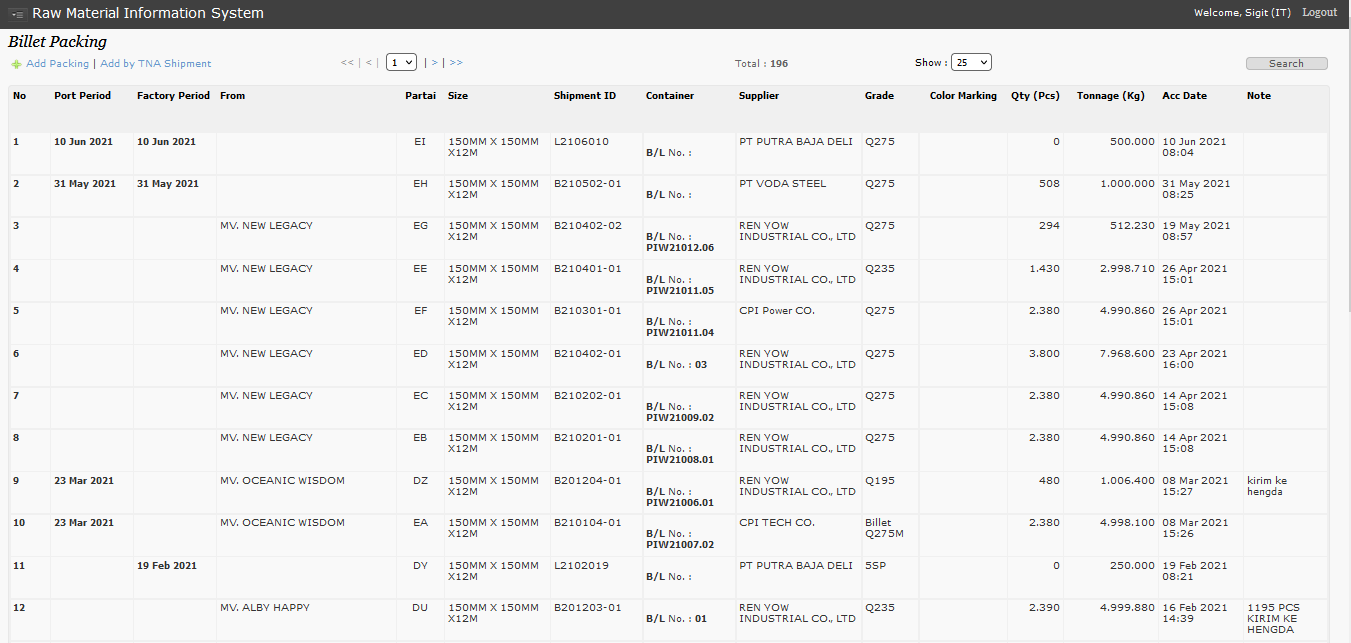 Raw Material Information System
Welcome, Sigit (IT) Logout
Billet Packing
Add Packing | Add by TNA Shipment << | < | 1 | > | >> Total : 196 Show : 25 Search
No Port Period Factory Period From Partai Size Shipment ID Container Supplier Grade Color Marking Qty (Pcs) Tonnage (Kg) Acc Date Note
1 10 Jun 2021 10 Jun 2021 EI 150MM X 150MM L2106010 PT PUTRA BAJA DELI Q275 0 500.000 10 Jun 2021
X12M B/L No. : 08:04
2 31 May 2021 31 May 2021 EH 150MM X 150MM B210502-01 PT VODA STEEL Q275 508 1.000.000 31 May 2021
X12M B/L No. : 08:25
3 MV. NEW LEGACY EG 150MM X 150MM B210402-02 REN YOW Q275 294 512.230 19 May 2021
X12M B/L No. : INDUSTRIAL CO., LTD 08:57
PIW21012.06
4 MV. NEW LEGACY EE 150MM X 150MM B210401-01 REN YOW Q235 1.430 2.998.710 26 Apr 2021
X12M B/L No. : INDUSTRIAL CO., LTD 15:01
PIW21011.05
5 MV. NEW LEGACY EF 150MM X 150MM B210301-01 CPI Power CO. Q275 2.380 4.990.860 26 Apr 2021
X12M B/L No. : 15:01
PIW21011.04
6 MV. NEW LEGACY ED 150MM X 150MM B210402-01 REN YOW Q275 3.800 7.968.600 23 Apr 2021
X12M B/L No. : 03 INDUSTRIAL CO., LTD 16:00
7 MV. NEW LEGACY EC 150MM X 150MM B210202-01 REN YOW Q275 2.380 4.990.860 14 Apr 2021
X12M B/L No. : INDUSTRIAL CO., LTD 15:08
PIW21009.02
8 MV. NEW LEGACY EB 150MM X 150MM B210201-01 REN YOW Q275 2.380 4.990.860 14 Apr 2021
X12M B/L No. : INDUSTRIAL CO., LTD 15:08
PIW21008.01
9 23 Mar 2021 MV. OCEANIC WISDOM DZ 150MM X 150MM B201204-01 REN YOW Q195 480 1.006.400 08 Mar 2021 kirim ke
X12M B/L No. : INDUSTRIAL CO., LTD 15:27 hengda
PIW21006.01
10 23 Mar 2021 MV. OCEANIC WISDOM EA 150MM X 150MM B210104-01 CPI TECH CO. Billet 2.380 4.998.100 08 Mar 2021
X12M B/L No. : Q275M 15:26
PIW21007.02
11 19 Feb 2021 DY 150MM X 150MM L2102019 PT PUTRA BAJA DELI 5SP 0 250.000 19 Feb 2021
X12M B/L No. : 08:21
12 MV. ALBY HAPPY DU 150MM X 150MM B201203-01 REN YOW Q235 2.390 4.999.880 16 Feb 2021 1195 PCS
X12M B/L No. : 01 INDUSTRIAL CO., LTD 14:39 KIRIM KE
HENGDA